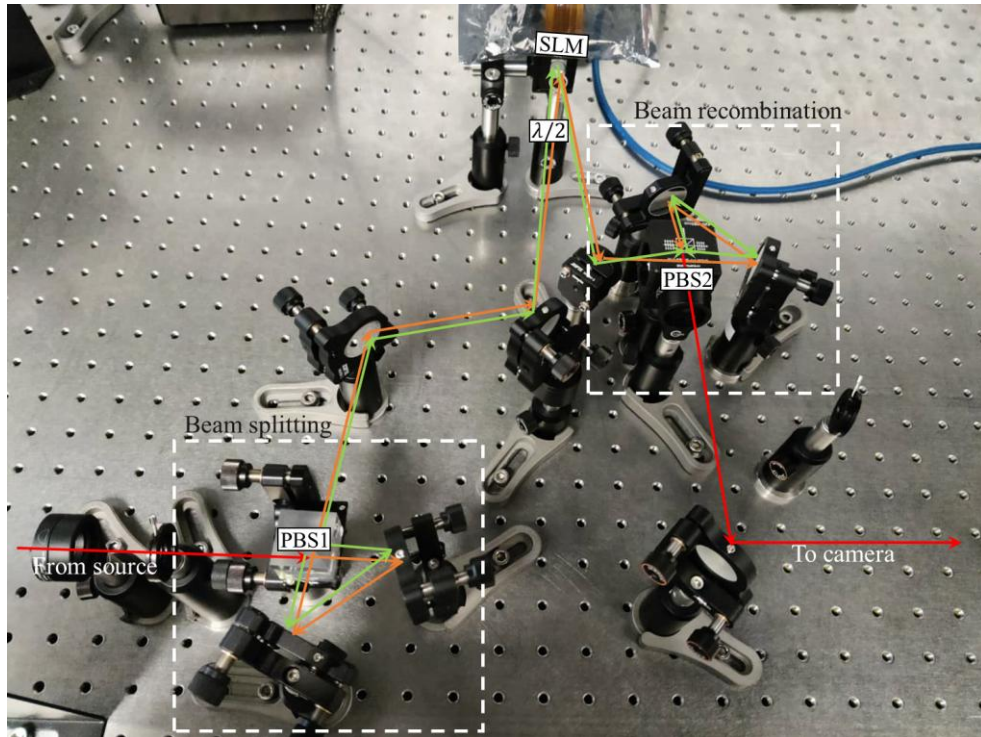 SLM
λ/2
Beam recombination
PBS2
Beam splitting
PBS1
From source
To camera